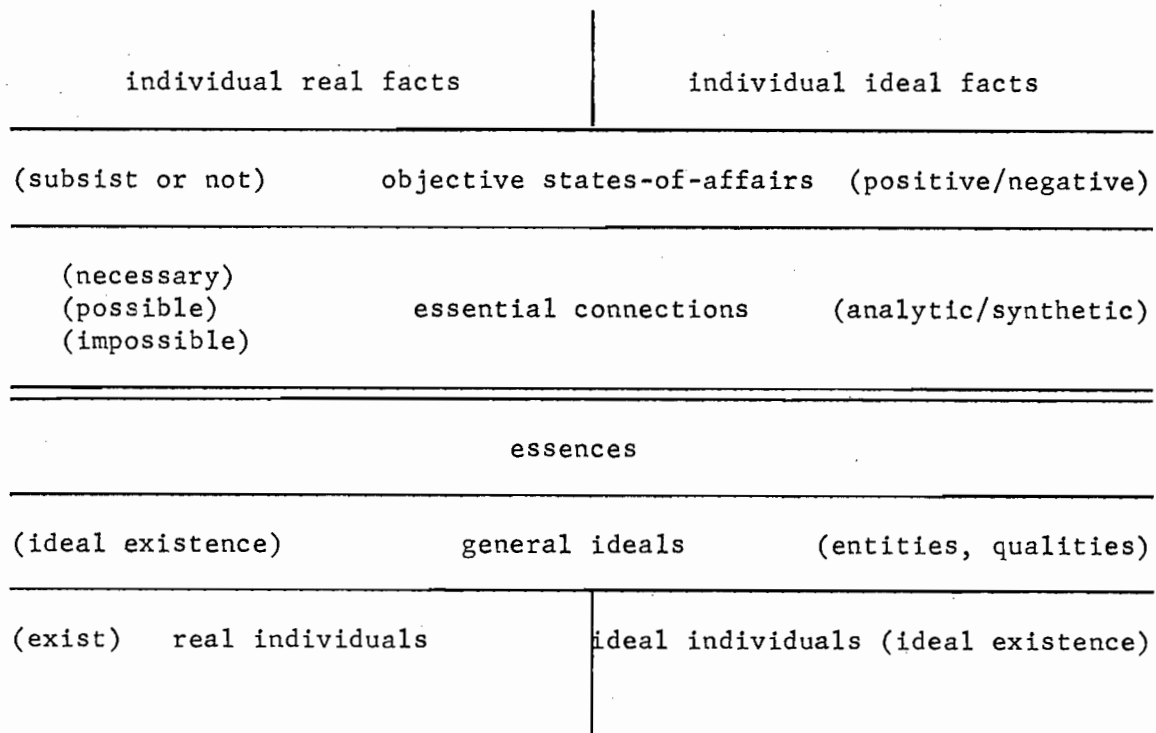 individual real facts individual ideal facts
(subsist or not) objective states-of-affairs (positive/negative)
(necessary)
(possible) essential connections (analytic/synthetic)
(impossible)
essences
(ideal existence) general ideals (entities, qualities)
(exist) real individuals ideal individuals (ideal existence)